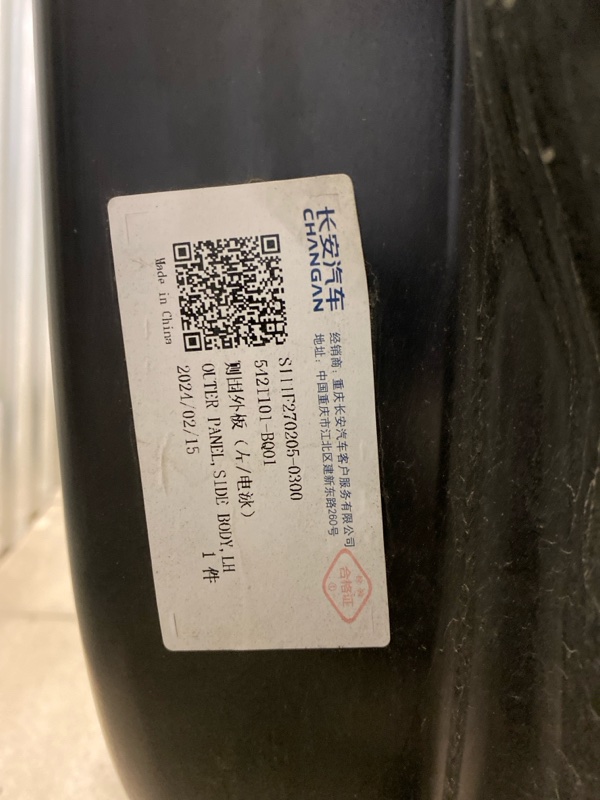 长安汽车
CHANGAN
经销商：重庆长安汽车客户服务有限公司
地址：中国重庆市江北区建新东路260号
合格证
S111F270205-0300
542T101-BQ01
侧围外板（左/电泳）
OUTER PANEL,SIDE BODY,LH
2024/02/15
1 件
Made in China